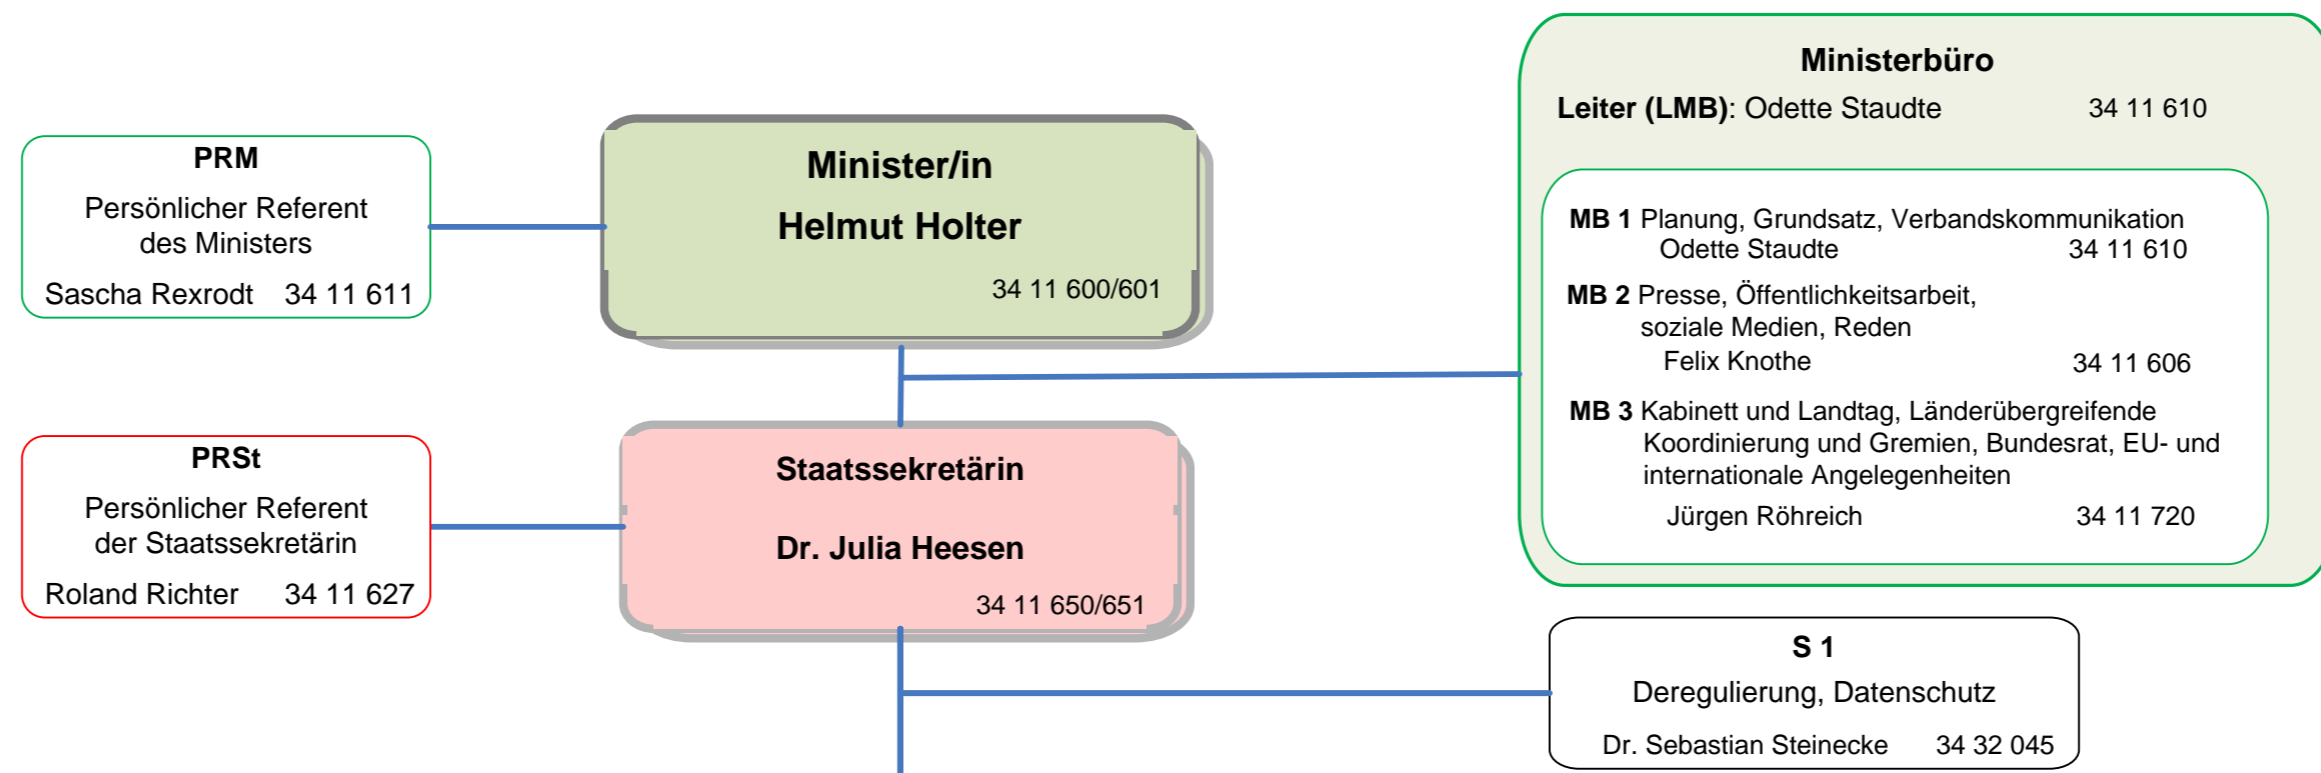 PRM
Persönlicher Referent
des Ministers
Sascha Rexrodt 34 11 611
Minister/in
Helmut Holter
34 11 600/601
Ministerbüro
Leiter (LMB): Odette Staudte 34 11 610
MB 1 Planung, Grundsatz, Verbandskommunikation
Odette Staudte 34 11 610
MB 2 Presse, Öffentlichkeitsarbeit,
soziale Medien, Reden
Felix Knothe 34 11 606
MB 3 Kabinett und Landtag, Länderübergreifende
Koordinierung und Gremien, Bundesrat, EU- und
internationale Angelegenheiten
Jürgen Röhreich 34 11 720
PRSt
Persönlicher Referent
der Staatssekretärin
Roland Richter 34 11 627
Staatssekretärin
Dr. Julia Heesen
34 11 650/651
S 1
Deregulierung, Datenschutz
Dr. Sebastian Steinecke 34 32 045